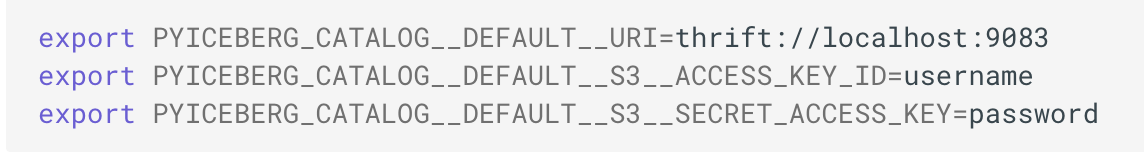 export PYICEBERG_CATALOG__DEFAULT__URI=thrift://localhost:9083
export PYICEBERG_CATALOG__DEFAULT__S3__ACCESS_KEY_ID=username
export PYICEBERG_CATALOG__DEFAULT__S3__SECRET_ACCESS_KEY=password